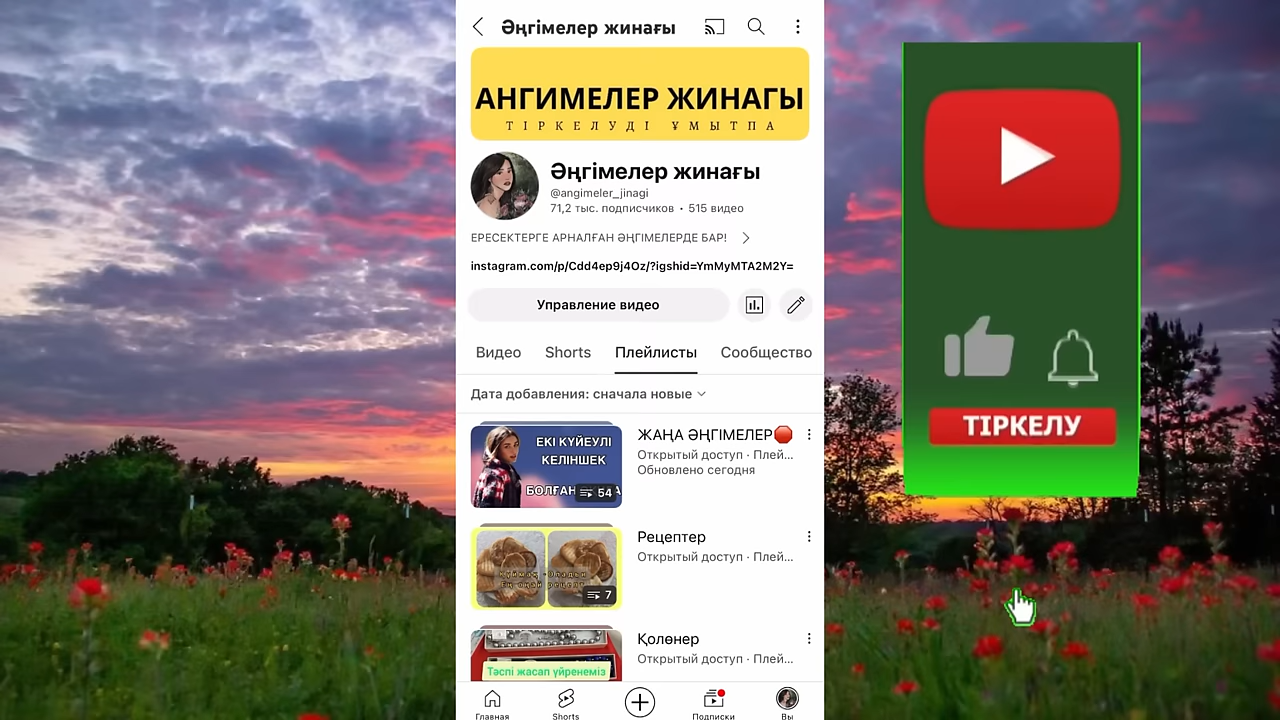 Әңгімелер жинағы
АНГИМЕЛЕР ЖИНАГЫ
ТІРКЕЛУДІ ҰМЫТПА
Әңгімелер жинағы
@angimeler_jinagi
71,2 тыс. подписчиков • 515 видео
ЕРЕСЕКТЕРГЕ АРНАЛҒАН ӘҢГІМЕЛЕРДЕ БАР!
instagram.com/p/Cdd4ep9j4Oz/?igshid=YmMyMTA2M2Y=
Управление видео
Видео Shorts Плейлисты Сообщество
Дата добавления: сначала новые
ЕКІ КҮЙЕУЛІ
КЕЛІНШЕК
54
ЖАҢА ӘҢГІМЕЛЕР
Открытый доступ · Плей...
Обновлено сегодня
7
Рецептер
Открытый доступ · Плей...
Тәспі жасап үйренеміз
Қолөнер
Открытый доступ · Плей...
Главная Shorts Подписки Вы
ТІРКЕЛУ